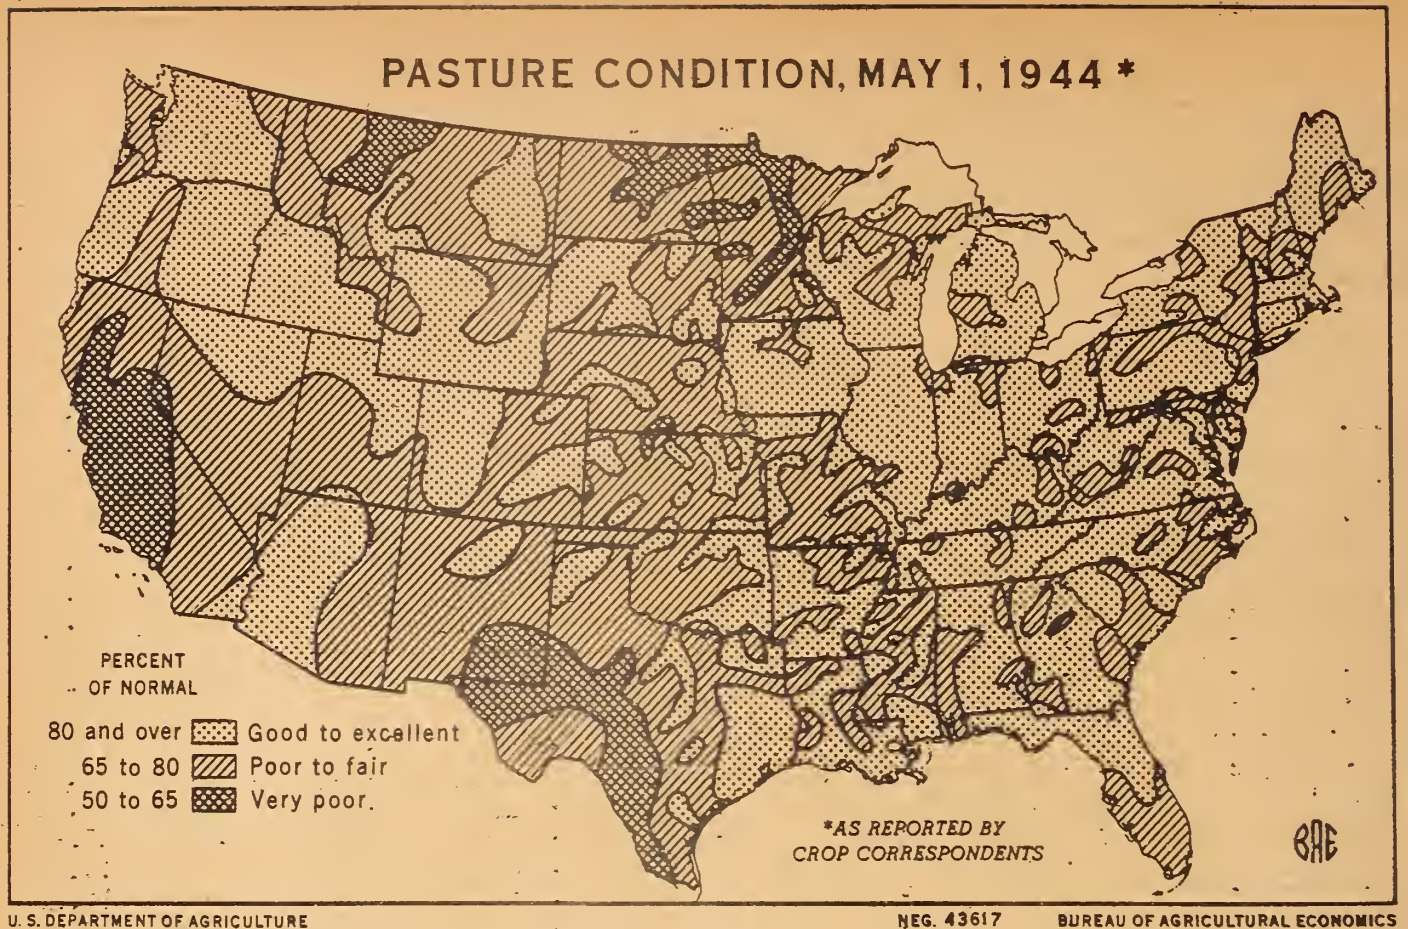 PASTURE CONDITION, MAY 1, 1944 *
PERCENT
OF NORMAL
80 and over Good to excellent
65 to 80 Poor to fair
50 to 65 Very poor.
*AS REPORTED BY
CROP CORRESPONDENTS
BAE
U. S. DEPARTMENT OF AGRICULTURE NEG. 43617 BUREAU OF AGRICULTURAL ECONOMICS